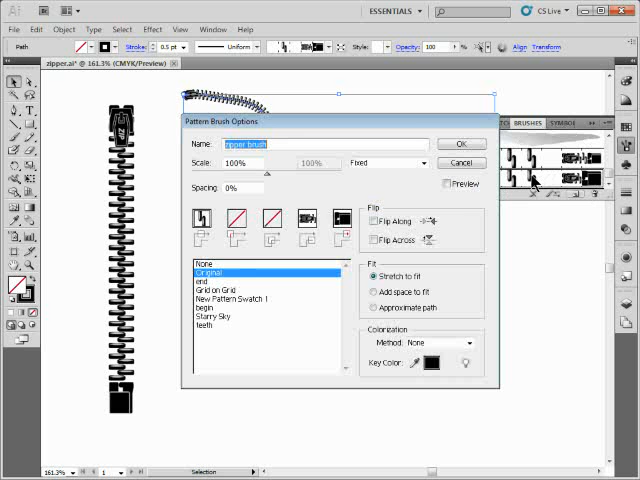 Ai
Br
ESSENTIALS
CS Live
File Edit Object Type Select Effect View Window Help
Path
Stroke:
0.5 pt
Uniform
Style:
Opacity:
100
%
Align
Transform
zipper.ai* @ 161.3% (CMYK/Preview)
BRUSHES
SYMBOL
ZIP
Pattern Brush Options
Name:
zipper brush
OK
Scale:
100%
100%
Fixed
Cancel
Spacing:
0%
Preview
Flip
Flip Along
Flip Across
None
Original
end
Grid on Grid
New Pattern Swatch 1
begin
Starry Sky
teeth
Fit
Stretch to fit
Add space to fit
Approximate path
Colorization
Method:
None
Key Color:
161.3%
1
Selection